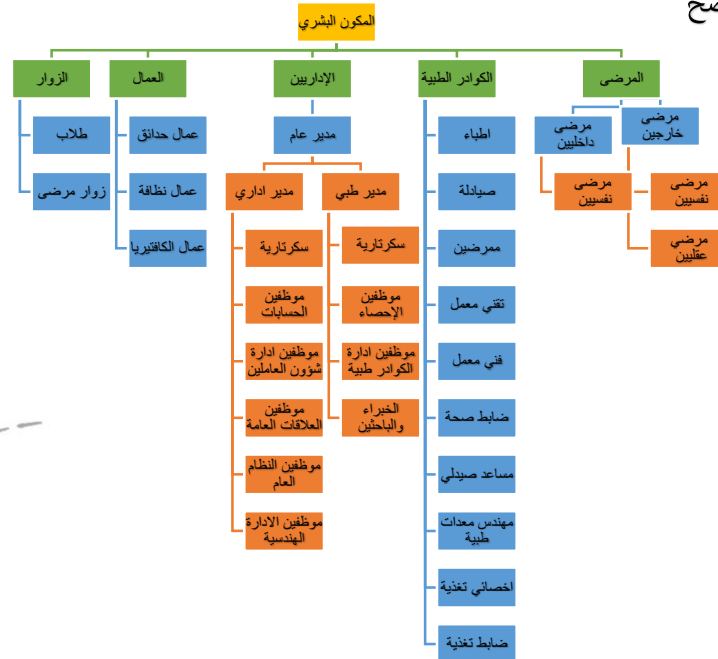 ضح
المكون البشري
المرضى
الكوادر الطبية
الإداريين
العمال
الزوار
مرضى
خارجين
مرضى
داخليين
مرضى
نفسيين
مرضي
عقليين
مرضى
نفسيين
اطباء
صيادلة
ممرضين
تقني معمل
فني معمل
ضابط صحة
مساعد صيدلي
مهندس معدات
طبية
اخصائي تغذية
ضابط تغذية
مدير عام
مدير طبي
سكرتارية
موظفين
الإحصاء
موظفين ادارة
الكوادر طبية
الخبراء
والباحثين
مدير اداري
سكرتارية
موظفين
الحسابات
موظفين ادارة
شؤون العاملين
موظفين
العلاقات العامة
موظفين النظام
العام
موظفين الادارة
الهندسية
عمال حدائق
عمال نظافة
عمال الكافتيريا
طلاب
زوار مرضى